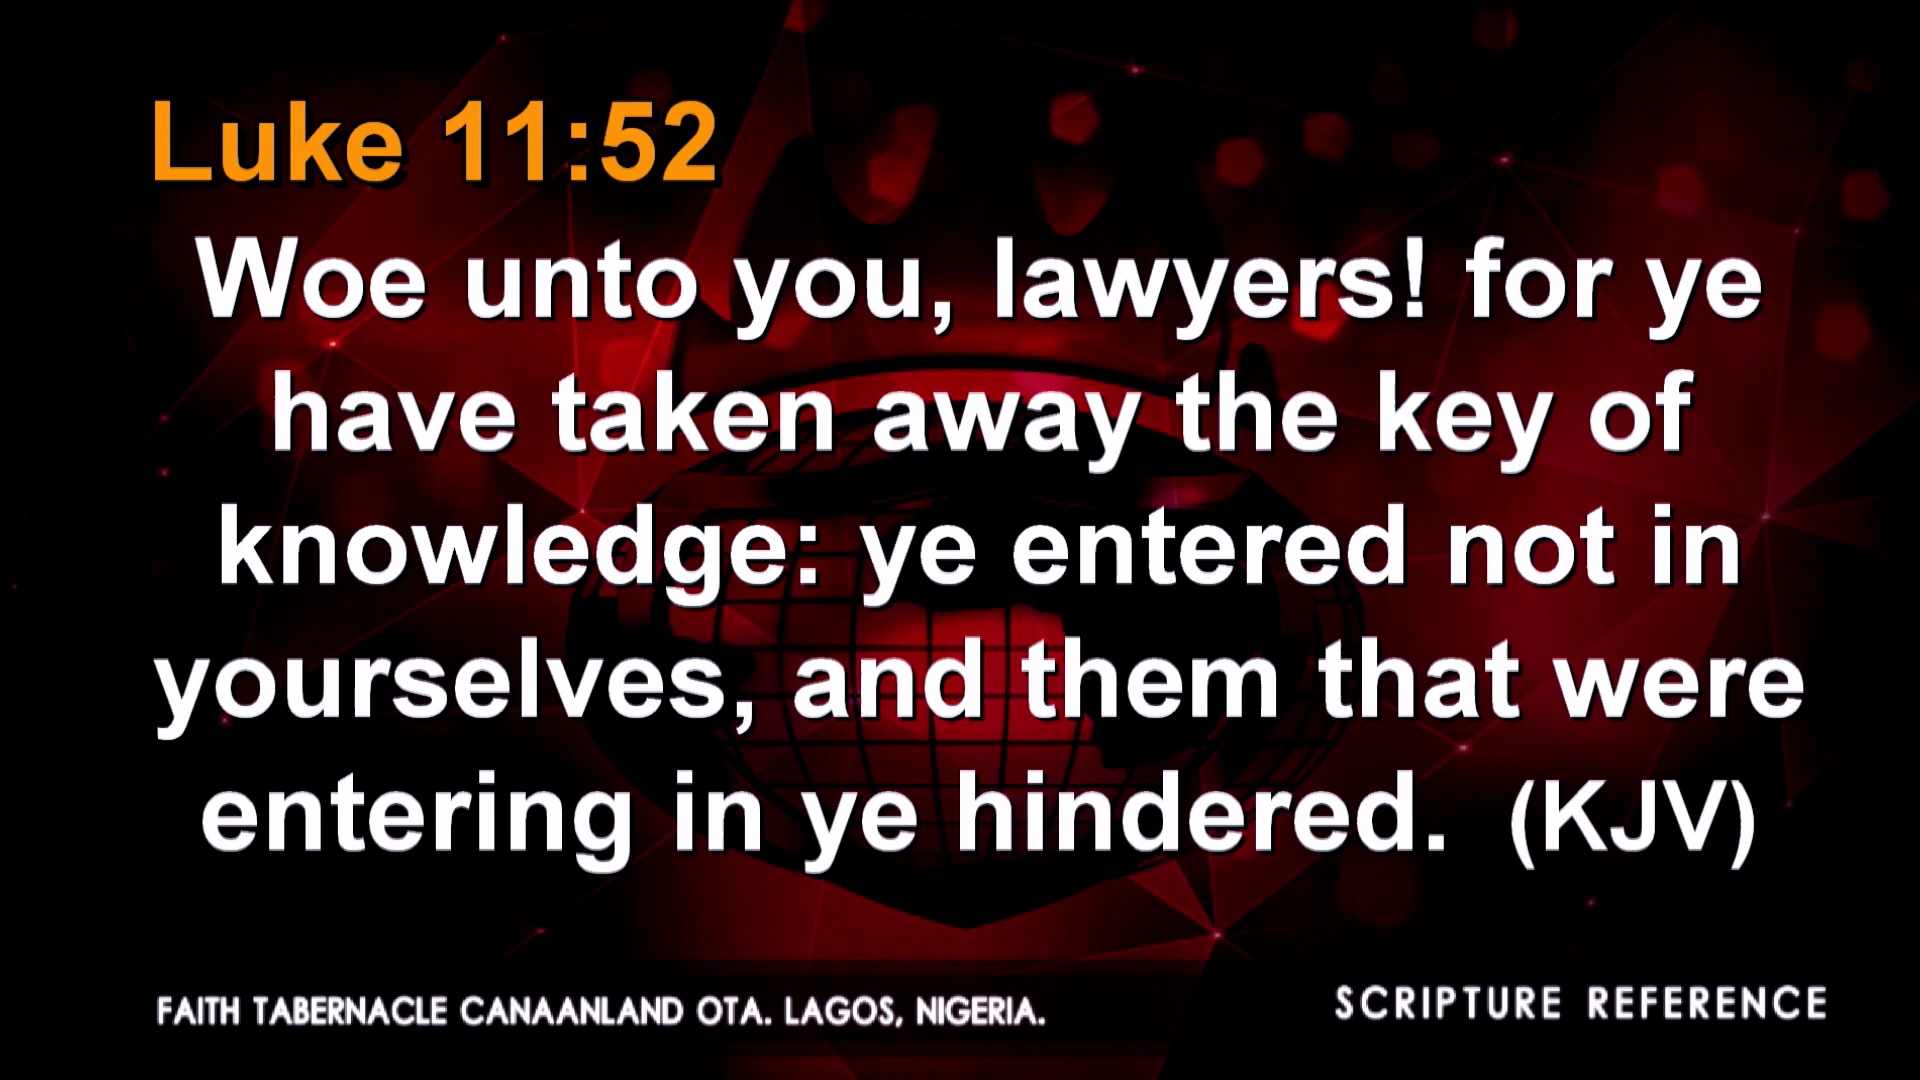 Luke 11:52
Woe unto you, lawyers! for ye
have taken away the key of
knowledge: ye entered not in
yourselves, and them that were
entering in ye hindered. (KJV)
FAITH TABERNACLE CANAANLAND OTA. LAGOS, NIGERIA.
SCRIPTURE REFERENCE